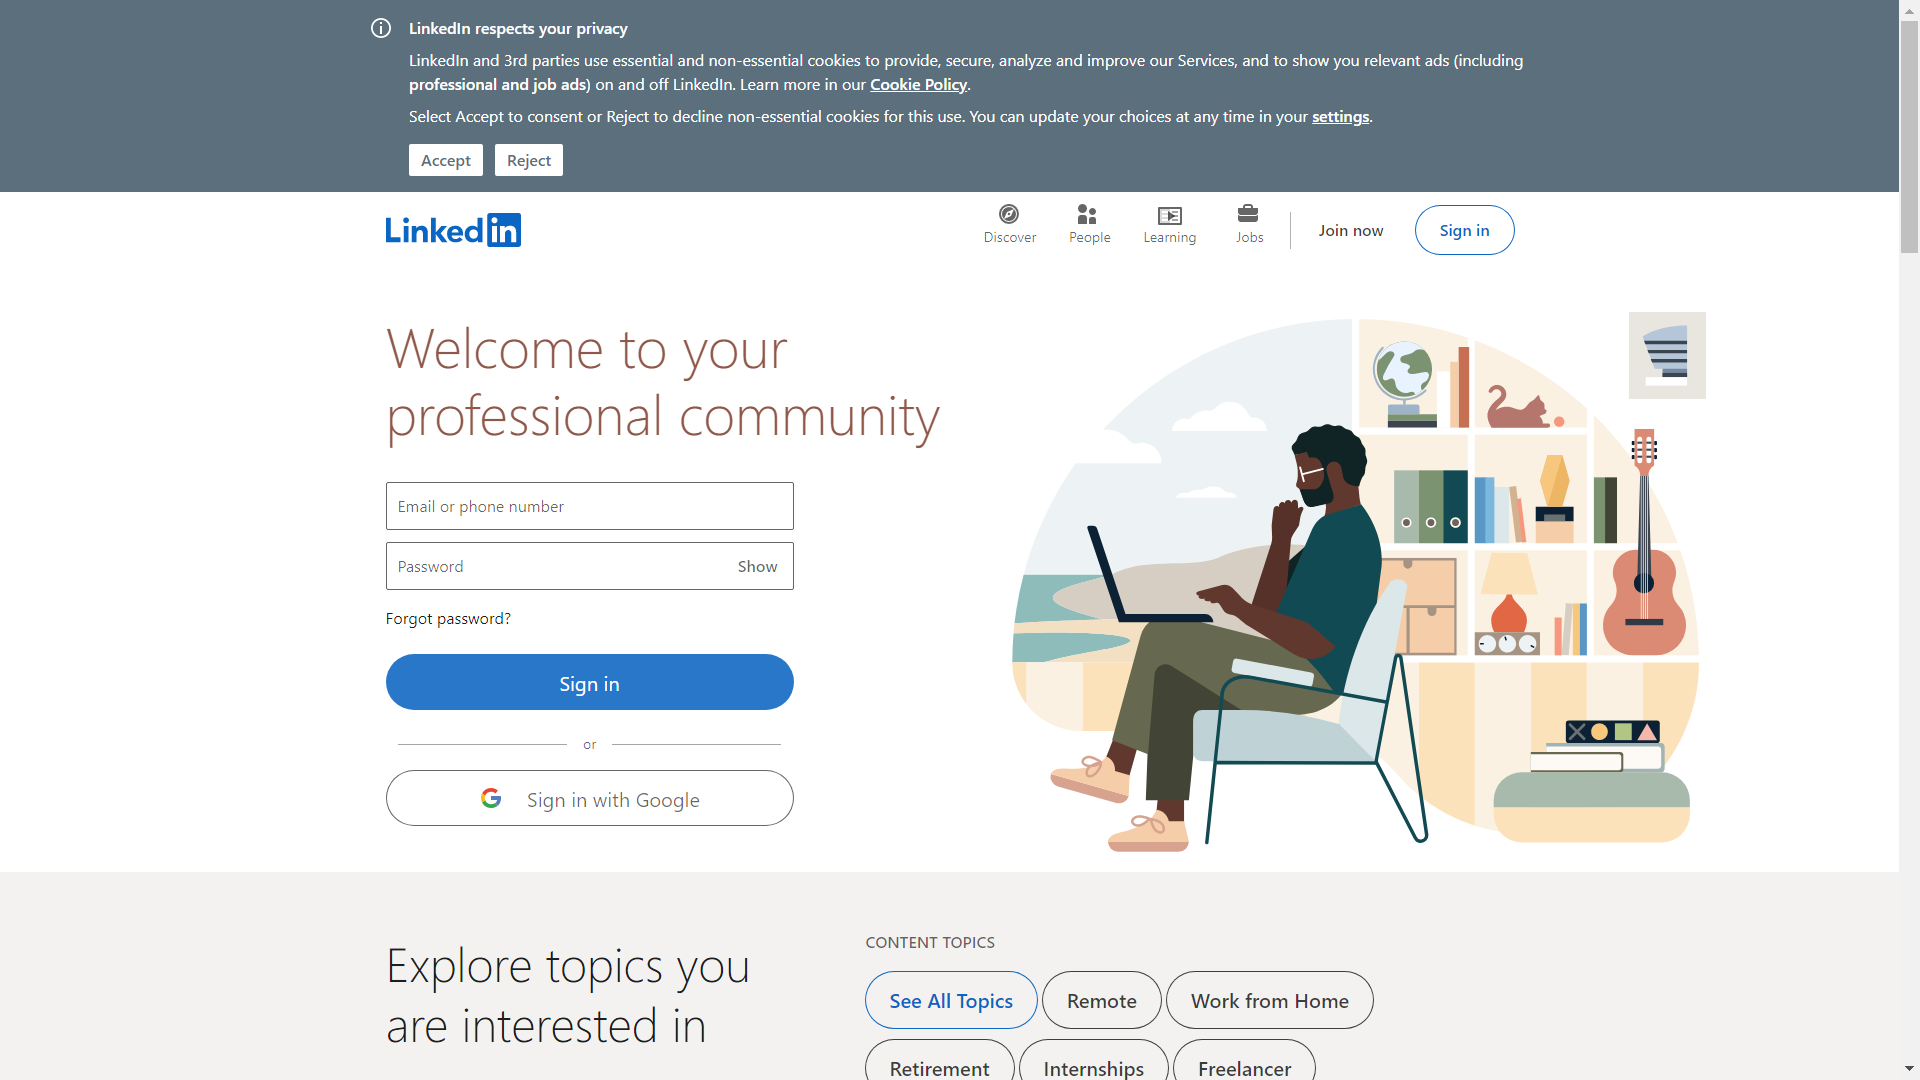 LinkedIn respects your privacy
LinkedIn and 3rd parties use essential and non-essential cookies to provide, secure, analyze and improve our Services, and to show you relevant ads (including
professional and job ads) on and off LinkedIn. Learn more in our Cookie Policy.
Select Accept to consent or Reject to decline non-essential cookies for this use. You can update your choices at any time in your settings.
Accept Reject
Linked in
Discover People Learning Jobs Join now Sign in
Welcome to your
professional community
Email or phone number
Password Show
Forgot password?
Sign in
or
Sign in with Google
Explore topics you
are interested in
CONTENT TOPICS
See All Topics Remote Work from Home
Retirement Internships Freelancer